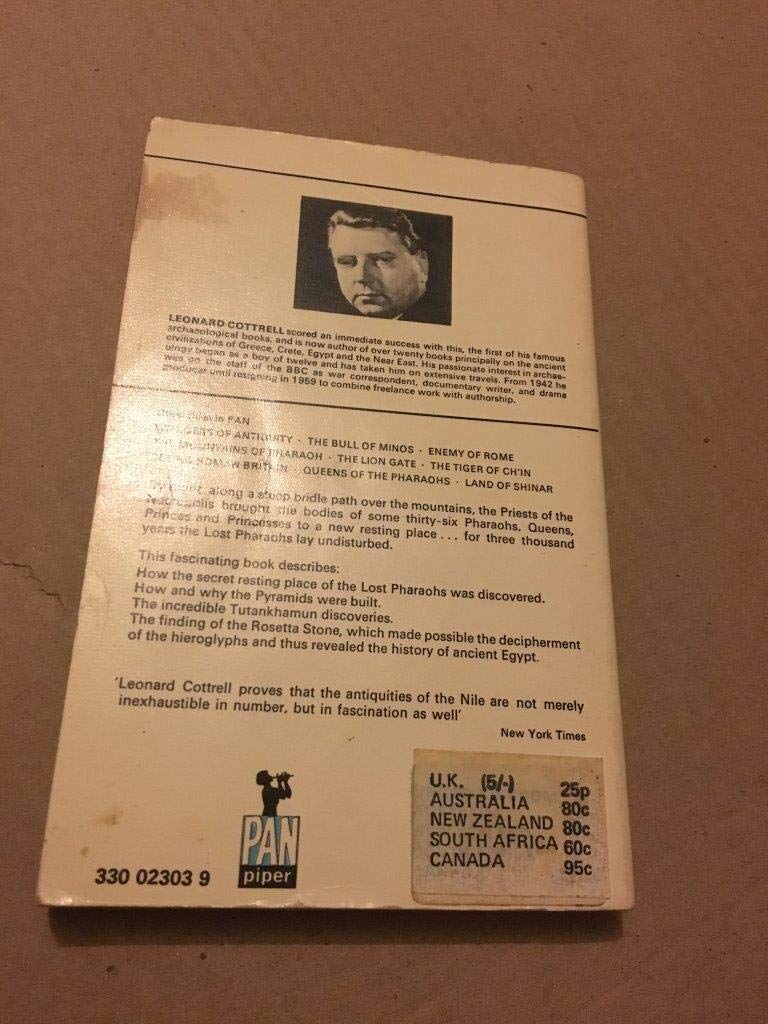 LEONARD COTTRELL scored an immediate success with this, the first of his famous
archaeological books, and is now author of over twenty books principally on the ancient
civilizations of Greece, Crete, Egypt and the Near East. His passionate interest in archae-
ology began as a boy of twelve and has taken him on extensive travels. From 1942 he
was on the staff of the BBC as war correspondent, documentary writer, and drama
producer until resigning in 1959 to combine freelance work with authorship.
in PAN
OF ANTIQUITY · THE BULL OF MINOS · ENEMY OF ROME
MOUNTAINS OF PHARAOH · THE LION GATE · THE TIGER OF CH'IN
ROMAN BRITAIN · QUEENS OF THE PHARAOHS · LAND OF SHINAR
By night, along a steep bridle path over the mountains, the Priests of the
Necropolis brought the bodies of some thirty-six Pharaohs, Queens,
Princes and Princesses to a new resting place . . . for three thousand
years the Lost Pharaohs lay undisturbed.
This fascinating book describes:
How the secret resting place of the Lost Pharaohs was discovered.
How and why the Pyramids were built.
The incredible Tutankhamun discoveries.
The finding of the Rosetta Stone, which made possible the decipherment
of the hieroglyphs and thus revealed the history of ancient Egypt.
'Leonard Cottrell proves that the antiquities of the Nile are not merely
inexhaustible in number, but in fascination as well'
New York Times
U.K. (5/-) 25p
AUSTRALIA 80c
NEW ZEALAND 80c
SOUTH AFRICA 60c
CANADA 95c
PAN
piper
330 02303 9